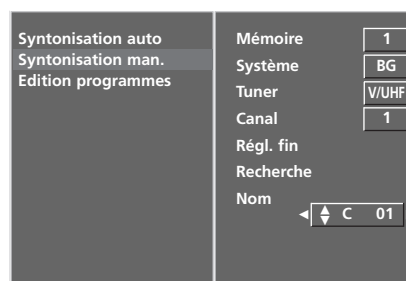 Syntonisation auto
Syntonisation man.
Edition programmes
Mémoire 1
Système BG
Tuner V/UHF
Canal 1
Régl. fin
Recherche
Nom
C 01